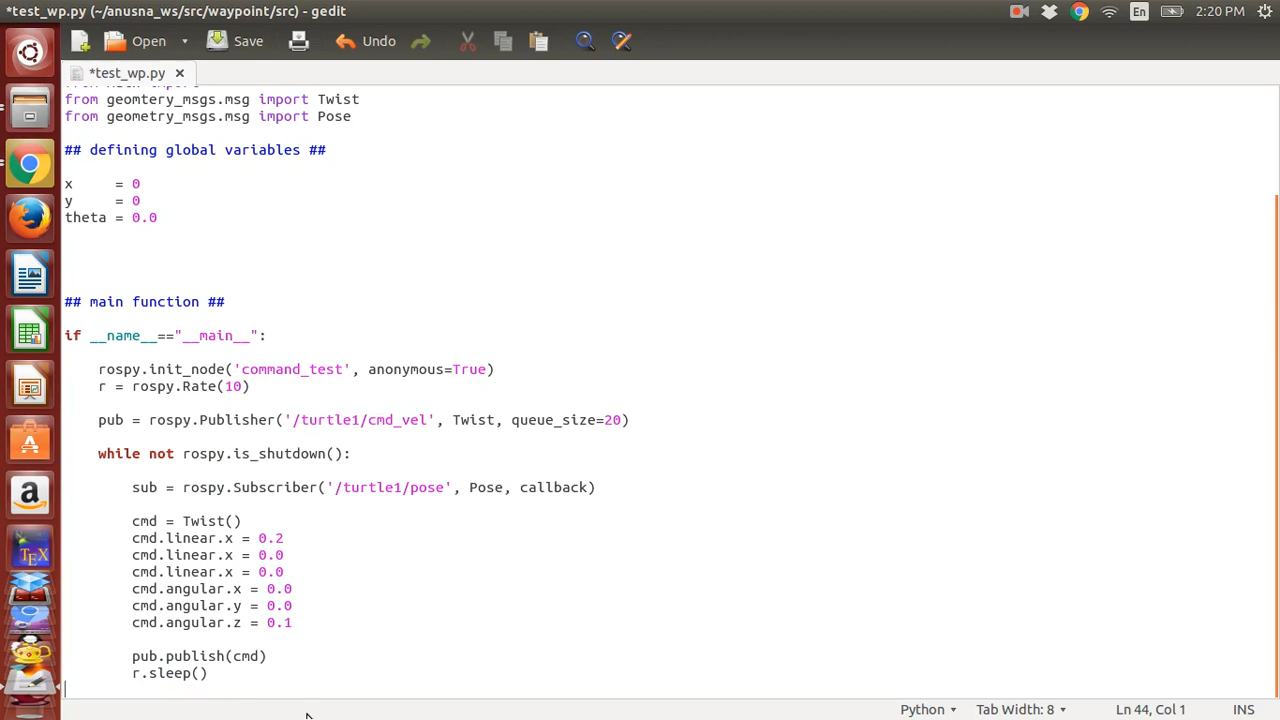 *test_wp.py (~/anusna_ws/src/waypoint/src) - gedit
En
2:20 PM
Open
Save
Undo
*test_wp.py ×
from geomtery_msgs.msg import Twist
from geometry_msgs.msg import Pose
## defining global variables ##
x     = 0
y     = 0
theta = 0.0
## main function ##
if __name__=="__main__":
    rospy.init_node('command_test', anonymous=True)
    r = rospy.Rate(10)
    pub = rospy.Publisher('/turtle1/cmd_vel', Twist, queue_size=20)
    while not rospy.is_shutdown():
        sub = rospy.Subscriber('/turtle1/pose', Pose, callback)
        cmd = Twist()
        cmd.linear.x = 0.2
        cmd.linear.x = 0.0
        cmd.linear.x = 0.0
        cmd.angular.x = 0.0
        cmd.angular.y = 0.0
        cmd.angular.z = 0.1
        pub.publish(cmd)
        r.sleep()
TEX
Python
Tab Width: 8
Ln 44, Col 1
INS